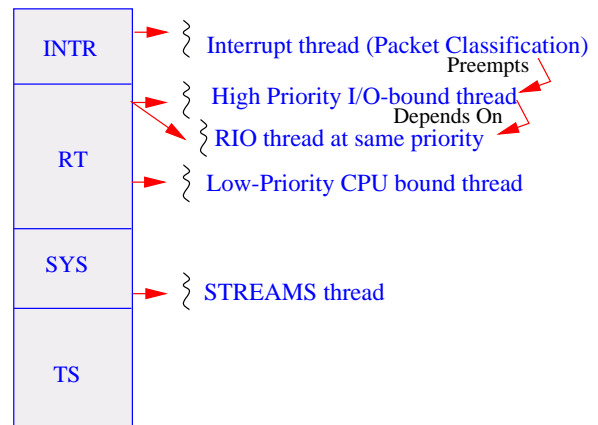 INTR
Interrupt thread (Packet Classification)
Preempts
High Priority I/O-bound thread
Depends On
RIO thread at same priority
RT
Low-Priority CPU bound thread
SYS
STREAMS thread
TS